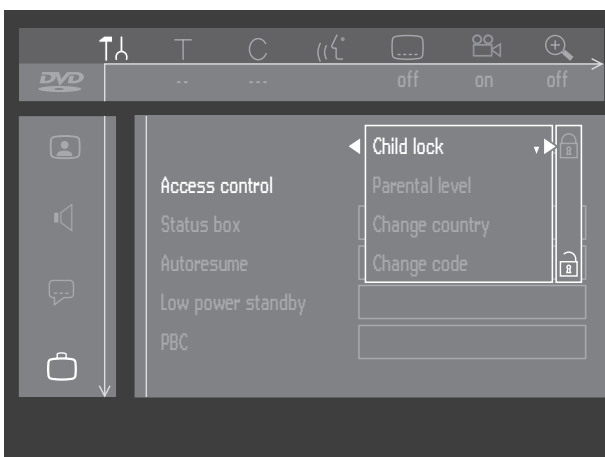 T C
DVD -- --- off on off
Child lock
Access control Parental level
Status box Change country
Autoresume Change code
Low power standby
PBC